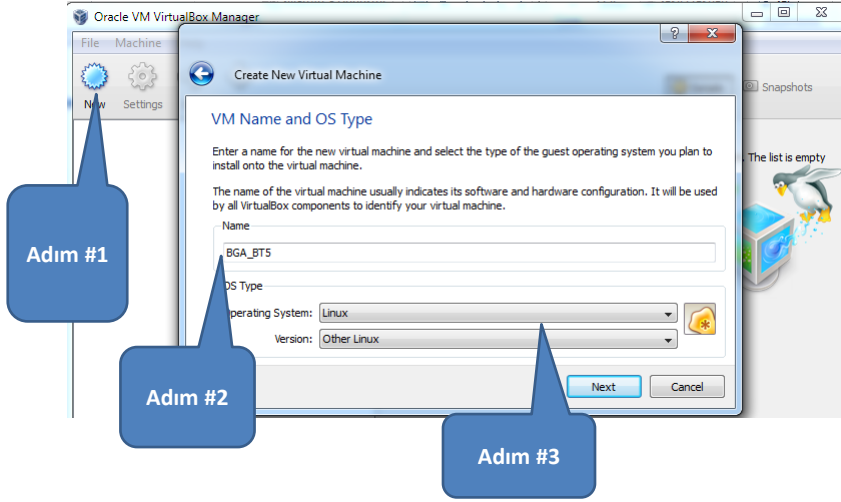 Oracle VM VirtualBox Manager
File Machine
New Settings
Snapshots
Create New Virtual Machine
VM Name and OS Type
Enter a name for the new virtual machine and select the type of the guest operating system you plan to
install onto the virtual machine.
The name of the virtual machine usually indicates its software and hardware configuration. It will be used
by all VirtualBox components to identify your virtual machine.
. The list is empty
Name
BGA_BT5
OS Type
Operating System: Linux
Version: Other Linux
Next Cancel
Adım #1
Adım #2
Adım #3